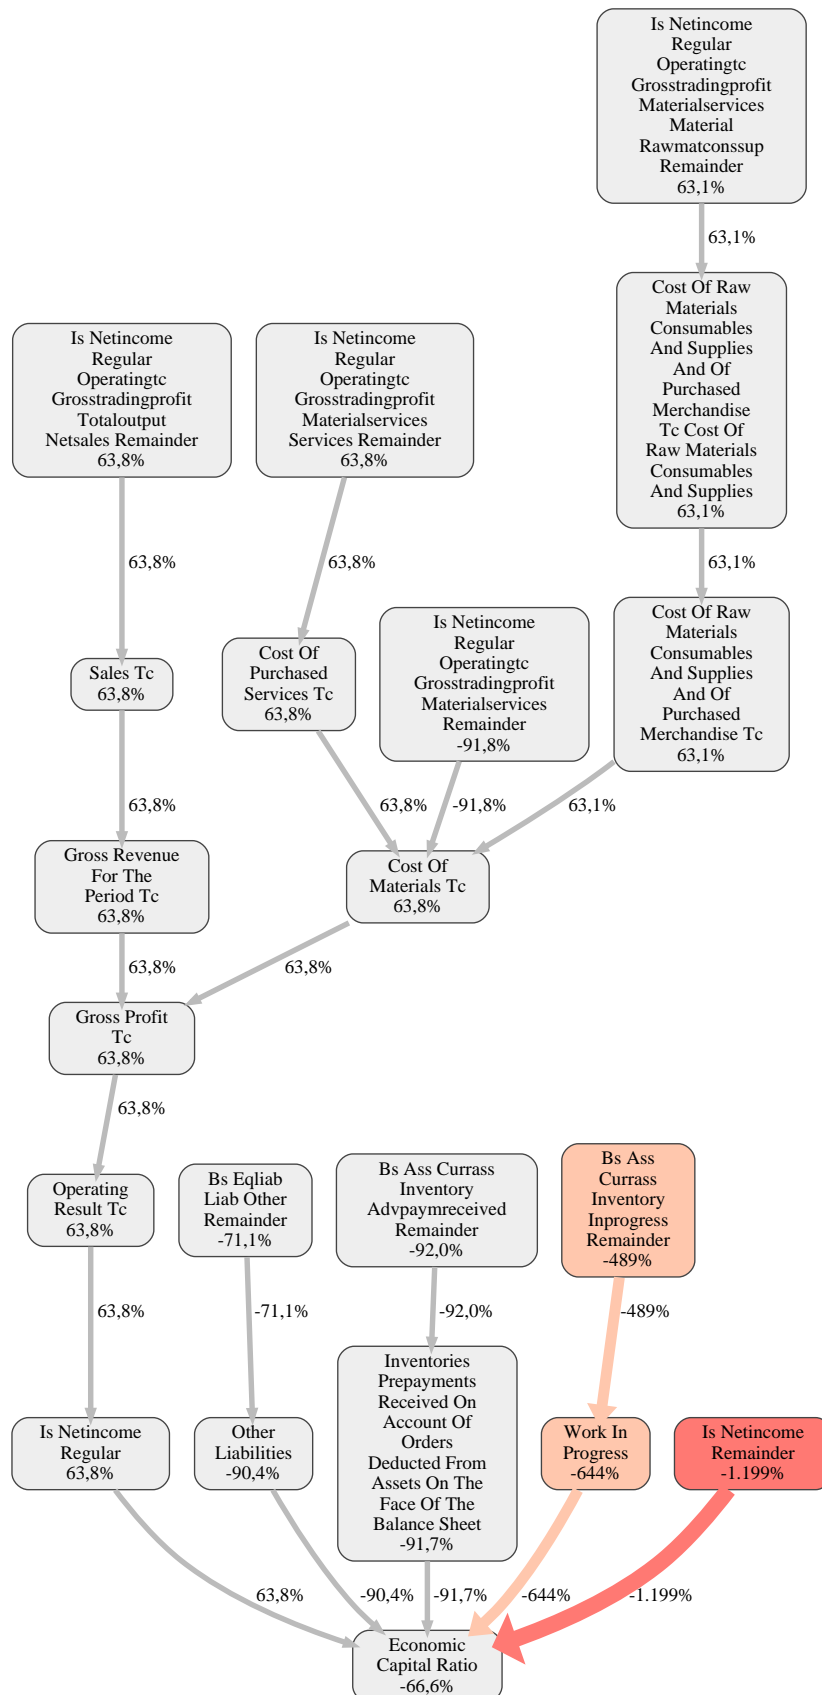 Is Netincome
Regular
Operatingtc
Grosstradingprofit
Materialservices
Material
Rawmatconssup
Remainder
63,1%
63,1%
Cost Of Raw
Materials
Consumables
And Supplies
And Of
Purchased
Merchandise
Tc Cost Of
Raw Materials
Consumables
And Supplies
63,1%
Is Netincome
Regular
Operatingtc
Grosstradingprofit
Totaloutput
Netsales Remainder
63,8%
Is Netincome
Regular
Operatingtc
Grosstradingprofit
Materialservices
Services Remainder
63,8%
63,8%
63,8%
63,1%
Sales Tc
63,8%
Cost Of
Purchased
Services Tc
63,8%
Is Netincome
Regular
Operatingtc
Grosstradingprofit
Materialservices
Remainder
-91,8%
Cost Of Raw
Materials
Consumables
And Supplies
And Of
Purchased
Merchandise Tc
63,1%
63,8%
63,8%
-91,8%
63,1%
Gross Revenue
For The
Period Tc
63,8%
Cost Of
Materials Tc
63,8%
63,8%
63,8%
Gross Profit
Tc
63,8%
63,8%
Operating
Result Tc
63,8%
Bs Eqliab
Liab Other
Remainder
-71,1%
Bs Ass Currass
Inventory
Advpaymreceived
Remainder
-92,0%
Bs Ass
Currass
Inventory
Inprogress
Remainder
-489%
63,8%
-71,1%
-92,0%
-489%
Is Netincome
Regular
63,8%
Other
Liabilities
-90,4%
Inventories
Prepayments
Received On
Account Of
Orders
Deducted From
Assets On The
Face Of The
Balance Sheet
-91,7%
Work In
Progress
-644%
Is Netincome
Remainder
-1.199%
63,8%
-90,4%
-91,7%
-644%
-1.199%
Economic
Capital Ratio
-66,6%